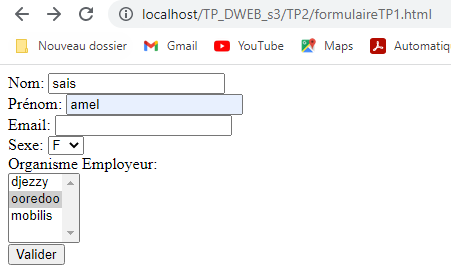 localhost/TP_DWEB_s3/TP2/formulaireTP1.html
Nouveau dossier Gmail YouTube Maps Automatiq
Nom: sais
Prénom: amel
Email:
Sexe: F
Organisme Employeur:
djezzy
ooredoo
mobilis
Valider